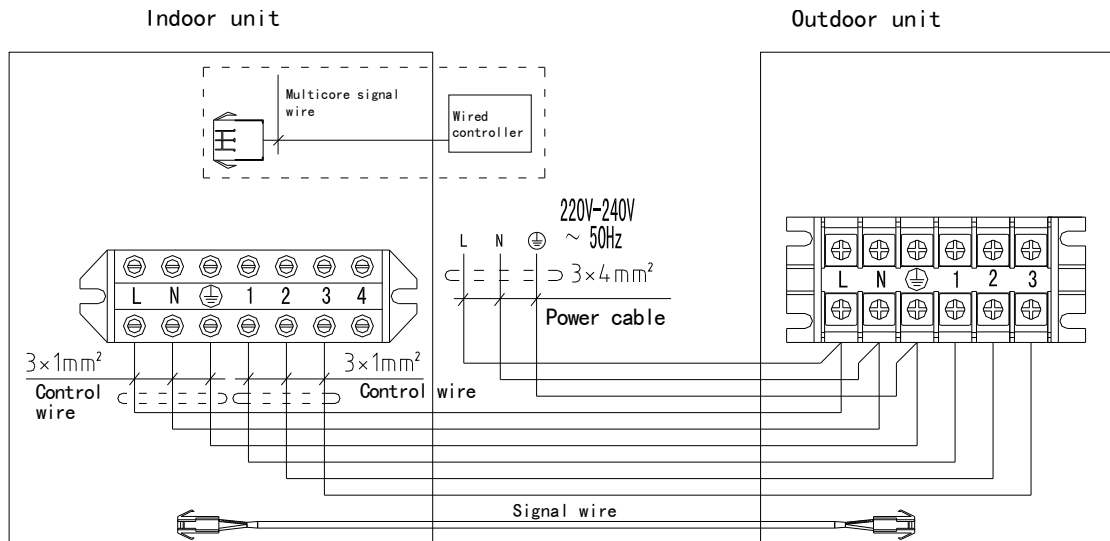 Indoor unit
Outdoor unit
Multicore signal
wire
Wired
controller
220V-240V
~ 50Hz
L N
3×4mm²
Power cable
L N 1 2 3 4
L N 1 2 3
3×1mm²
3×1mm²
Control
wire
Control wire
Signal wire